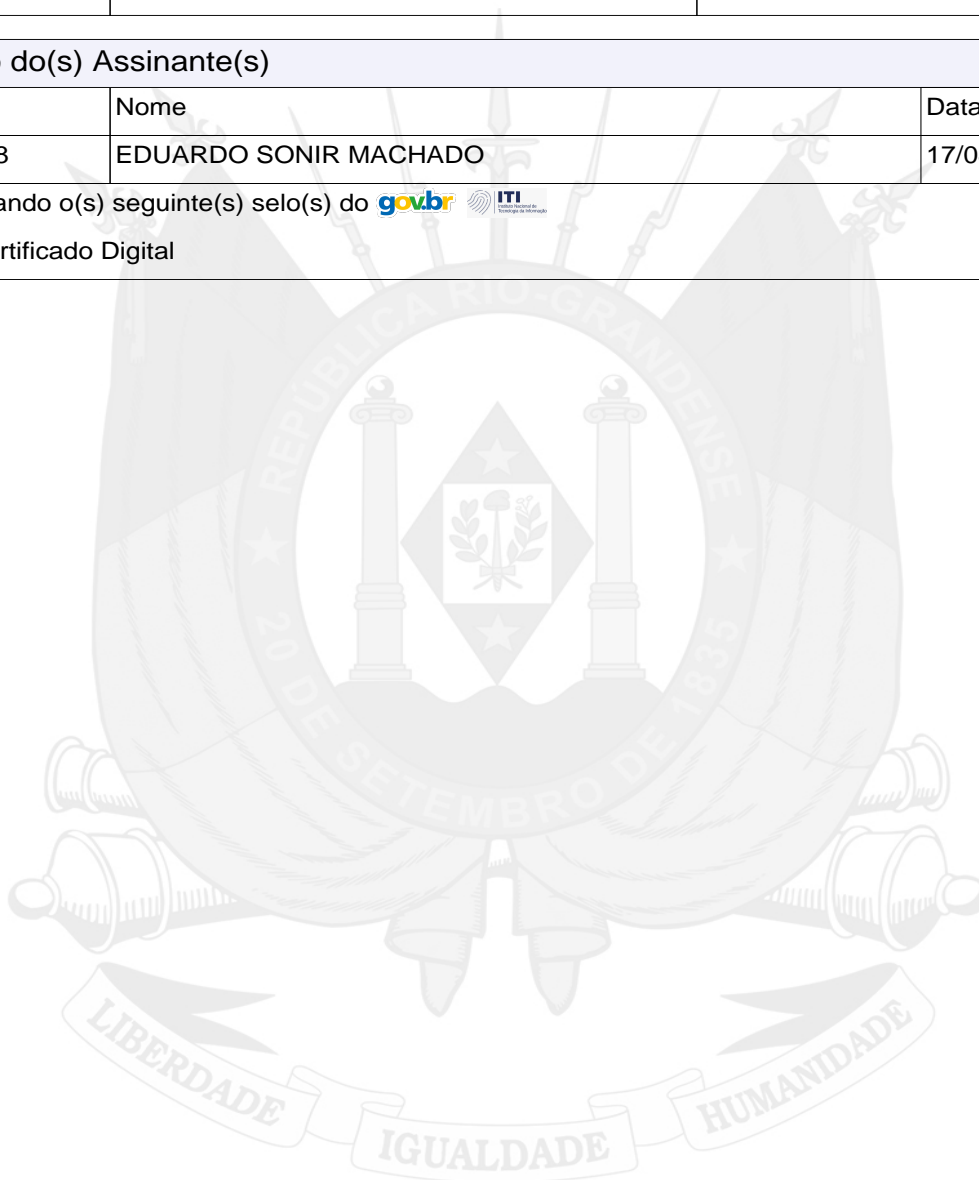 do(s) Assinante(s)
Nome Data
EDUARDO SONIR MACHADO 17/0
ando o(s) seguinte(s) selo(s) do gov.br ITI
rtificado Digital
REPÚBLICA RIO-GRANDENSE
20 DE SETEMBRO DE 1835
LIBERDADE IGUALDADE HUMANIDADE